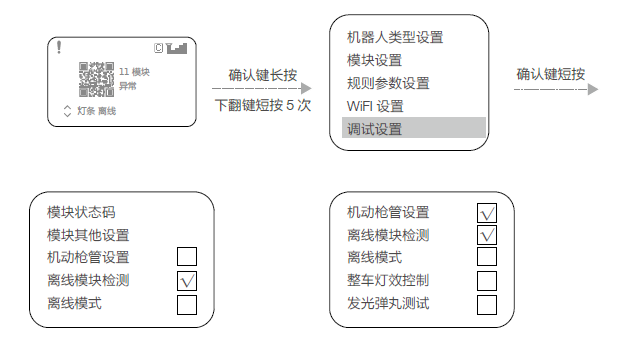 !
C
11 模块
异常
灯条 离线
确认键长按
下翻键短按 5 次
机器人类型设置
模块设置
规则参数设置
WiFI 设置
调试设置
确认键短按
模块状态码
模块其他设置
机动枪管设置
离线模块检测 √
离线模式
机动枪管设置 √
离线模块检测 √
离线模式
整车灯效控制
发光弹丸测试